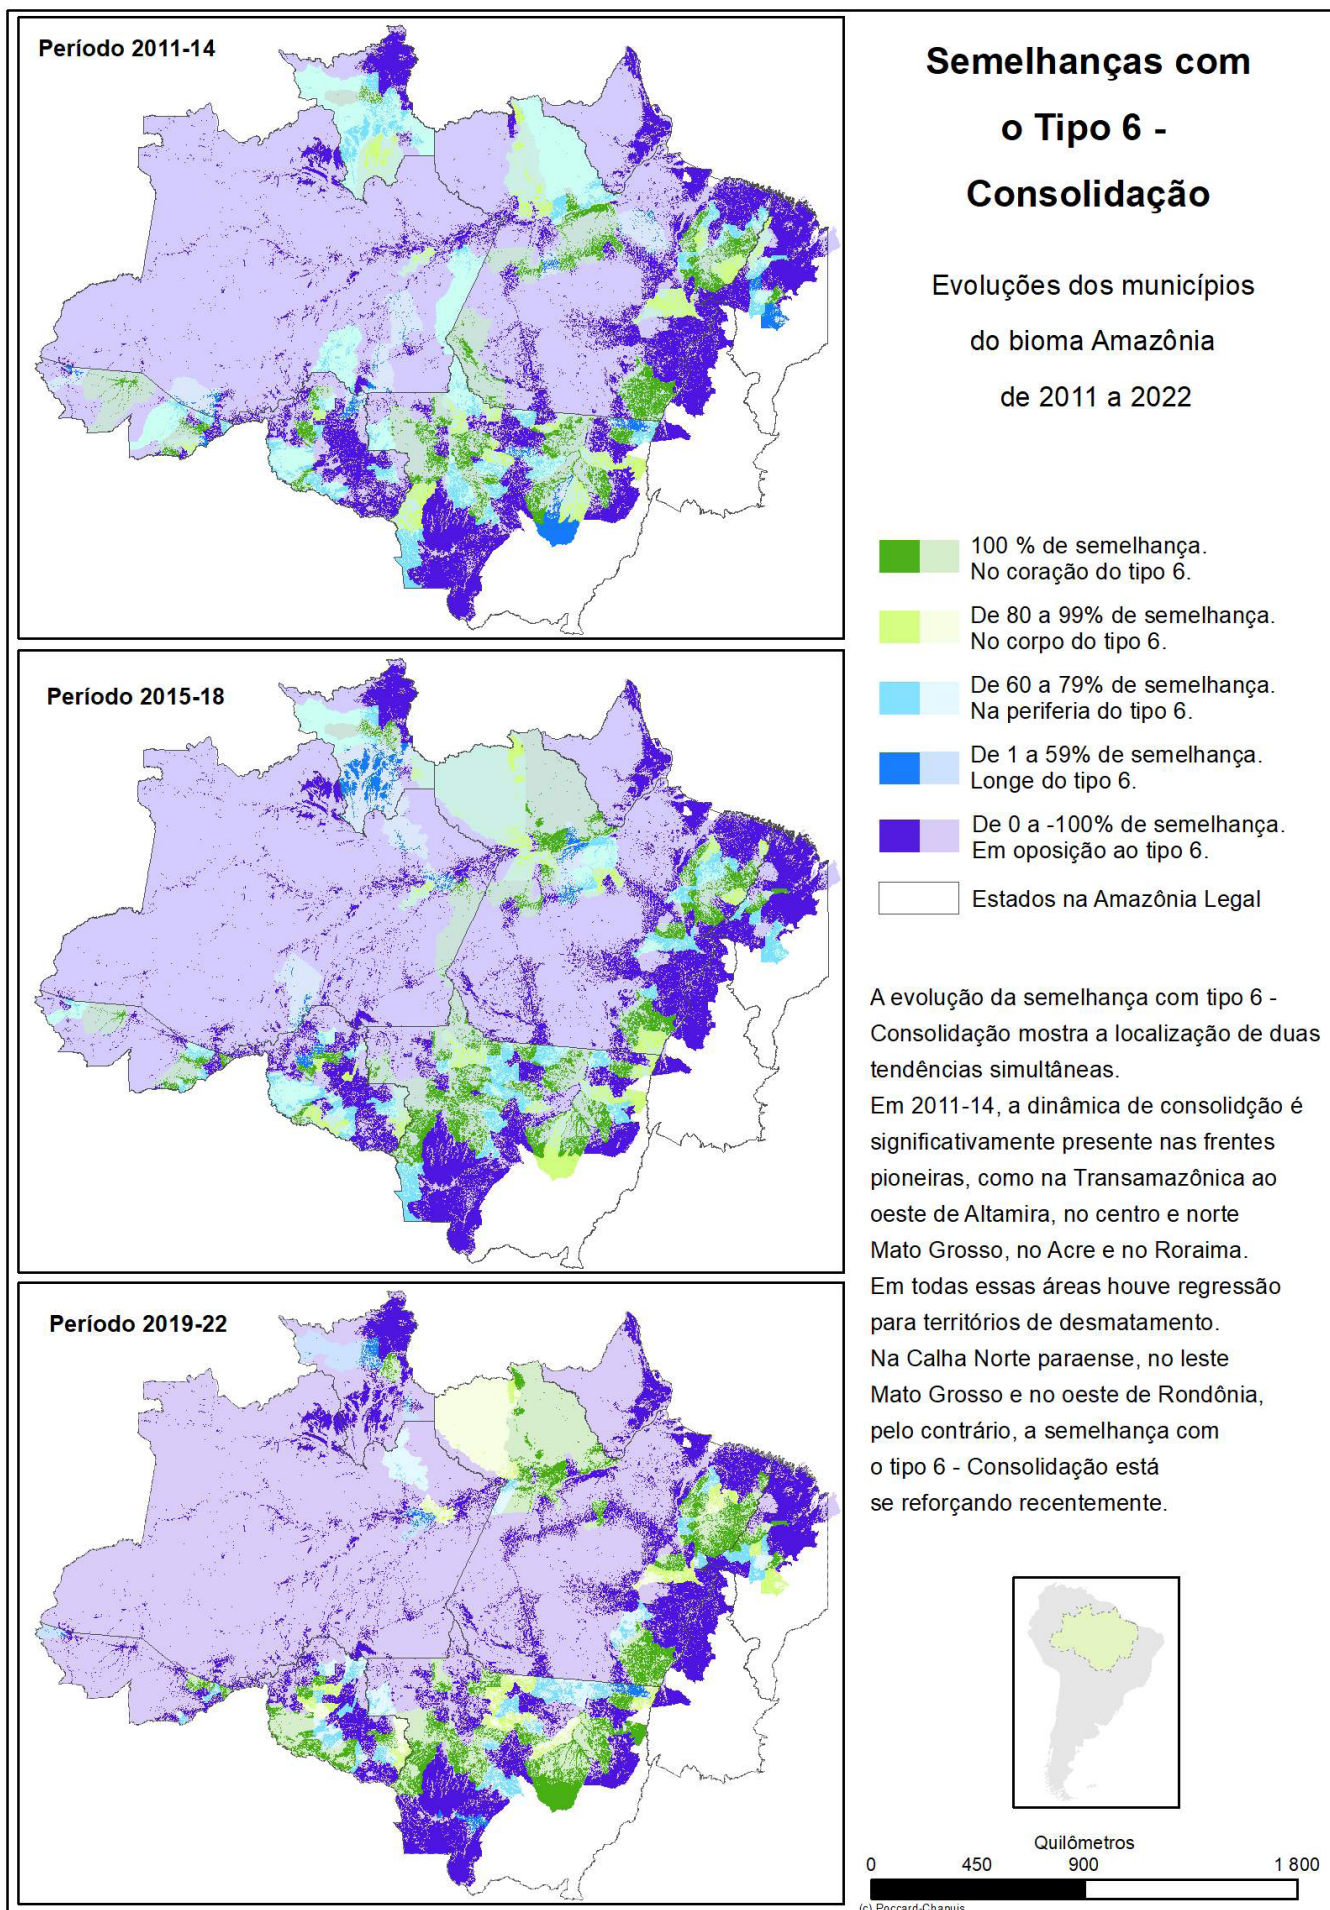 Período 2011-14
Semelhanças com
o Tipo 6 -
Consolidação
Evoluções dos municípios
do bioma Amazônia
de 2011 a 2022
100 % de semelhança.
No coração do tipo 6.
De 80 a 99% de semelhança.
No corpo do tipo 6.
De 60 a 79% de semelhança.
Na periferia do tipo 6.
De 1 a 59% de semelhança.
Longe do tipo 6.
De 0 a -100% de semelhança.
Em oposição ao tipo 6.
Estados na Amazônia Legal
Período 2015-18
A evolução da semelhança com tipo 6 -
Consolidação mostra a localização de duas
tendências simultâneas.
Em 2011-14, a dinâmica de consolidção é
significativamente presente nas frentes
pioneiras, como na Transamazônica ao
oeste de Altamira, no centro e norte
Mato Grosso, no Acre e no Roraima.
Em todas essas áreas houve regressão
para territórios de desmatamento.
Na Calha Norte paraense, no leste
Mato Grosso e no oeste de Rondônia,
pelo contrário, a semelhança com
o tipo 6 - Consolidação está
se reforçando recentemente.
Período 2019-22
Quilômetros
0 450 900 1 800
(c) Poccard-Chapuis